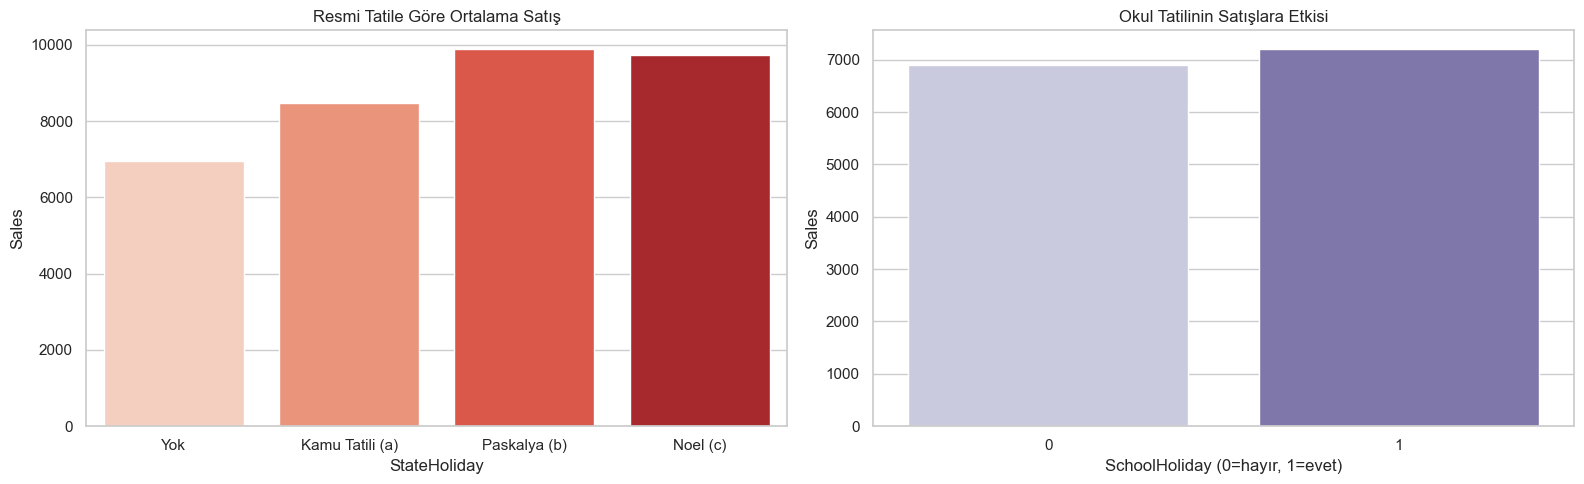 Resmi Tatile Göre Ortalama Satış
10000
8000
6000
4000
2000
0
Sales
Yok
Kamu Tatili (a)
Paskalya (b)
Noel (c)
StateHoliday
Okul Tatilinin Satışlara Etkisi
7000
6000
5000
4000
3000
2000
1000
0
Sales
0
1
SchoolHoliday (0=hayır, 1=evet)